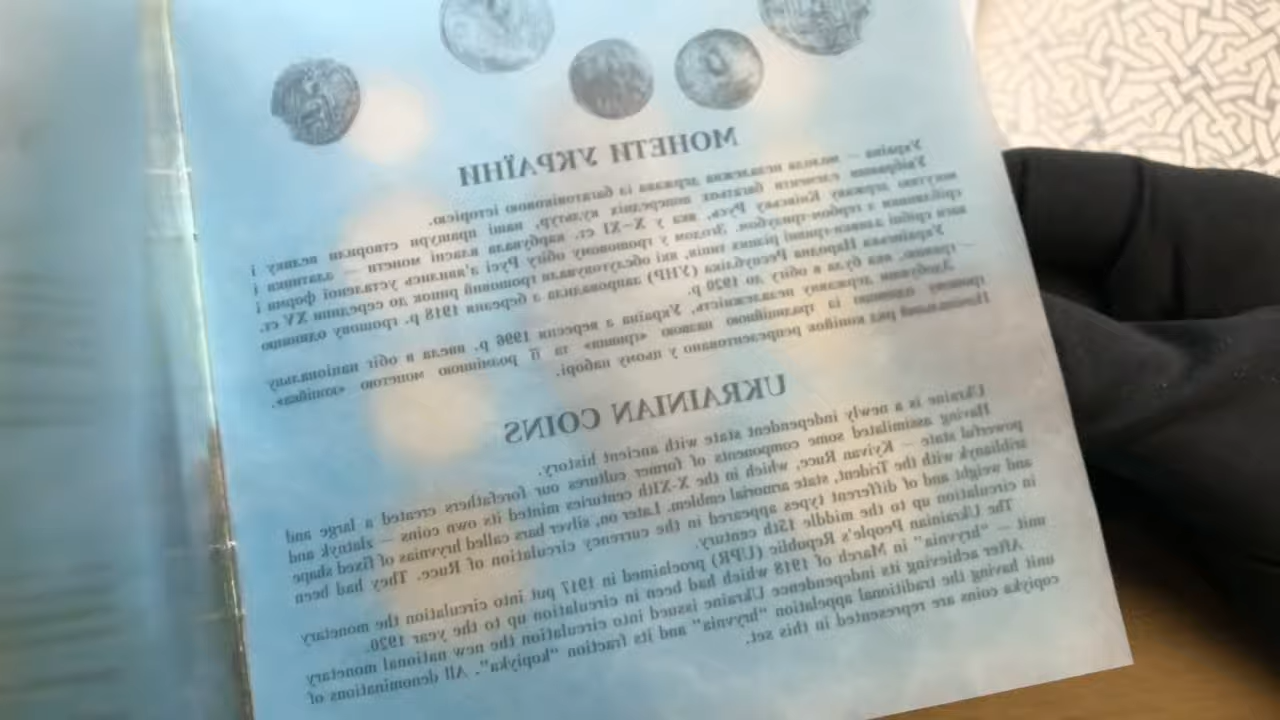 МОНЕТИ УКРАЇНИ
Україна — молода незалежна держава із багатовіковою історією.
Увібравши елементи багатьох попередніх культур, наші пращури створили велику і
могутню державу Київську Русь, яка у X–XI ст. карбувала власні монети — златники і
срібляники з гербом-тризубом. Згодом у грошовому обігу Русі з'явились усталеної форми і
ваги срібні зливки-гривні різних типів, які обслуговували грошовий ринок до середини XV ст.
Українська Народна Республіка (УНР) запровадила з березня 1918 р. грошову одиницю
— гривню, яка була в обігу до 1920 р.
Здобувши державну незалежність, Україна з вересня 1996 р. ввела в обіг національну
грошову одиницю із традиційною назвою «гривня» та її розмінною монетою «копійка».
Номінальний ряд копійок репрезентовано у цьому наборі.
UKRAINIAN COINS
Ukraine is a newly independent state with ancient history.
Having assimilated some components of former cultures our forefathers created a large and
powerful state — Kyivan Ruce, which in the X-XIth centuries minted its own coins — zlatnyk and
sriblianyk with the Trident, state armorial emblem. Later on, silver bars called hryvnias of fixed shape
and weight and of different types appeared in the currency circulation of Ruce. They had been
in circulation up to the middle 15th century.
The Ukrainian People's Republic (UPR) proclaimed in 1917 put into circulation the monetary
unit — "hryvnia" in March of 1918 which had been in circulation up to the year 1920.
After achieving its independence Ukraine issued into circulation the new national monetary
unit having the traditional appelation "hryvnia" and its fraction "kopiyka". All denominations of
copiyka coins are represented in this set.